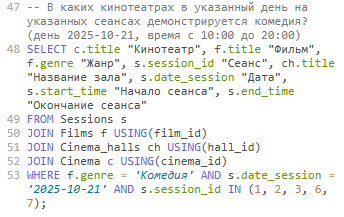 47 -- В каких кинотеатрах в указанный день на
указанных сеансах демонстрируется комедия?
(день 2025-10-21, время с 10:00 до 20:00)
48 SELECT c.title "Кинотеатр", f.title "Фильм",
f.genre "Жанр", s.session_id "Сеанс", ch.title
"Название зала", s.date_session "Дата",
s.start_time "Начало сеанса", s.end_time
"Окончание сеанса"
49 FROM Sessions s
50 JOIN Films f USING(film_id)
51 JOIN Cinema_halls ch USING(hall_id)
52 JOIN Cinema c USING(cinema_id)
53 WHERE f.genre = 'Комедия' AND s.date_session =
'2025-10-21' AND s.session_id IN (1, 2, 3, 6,
7);